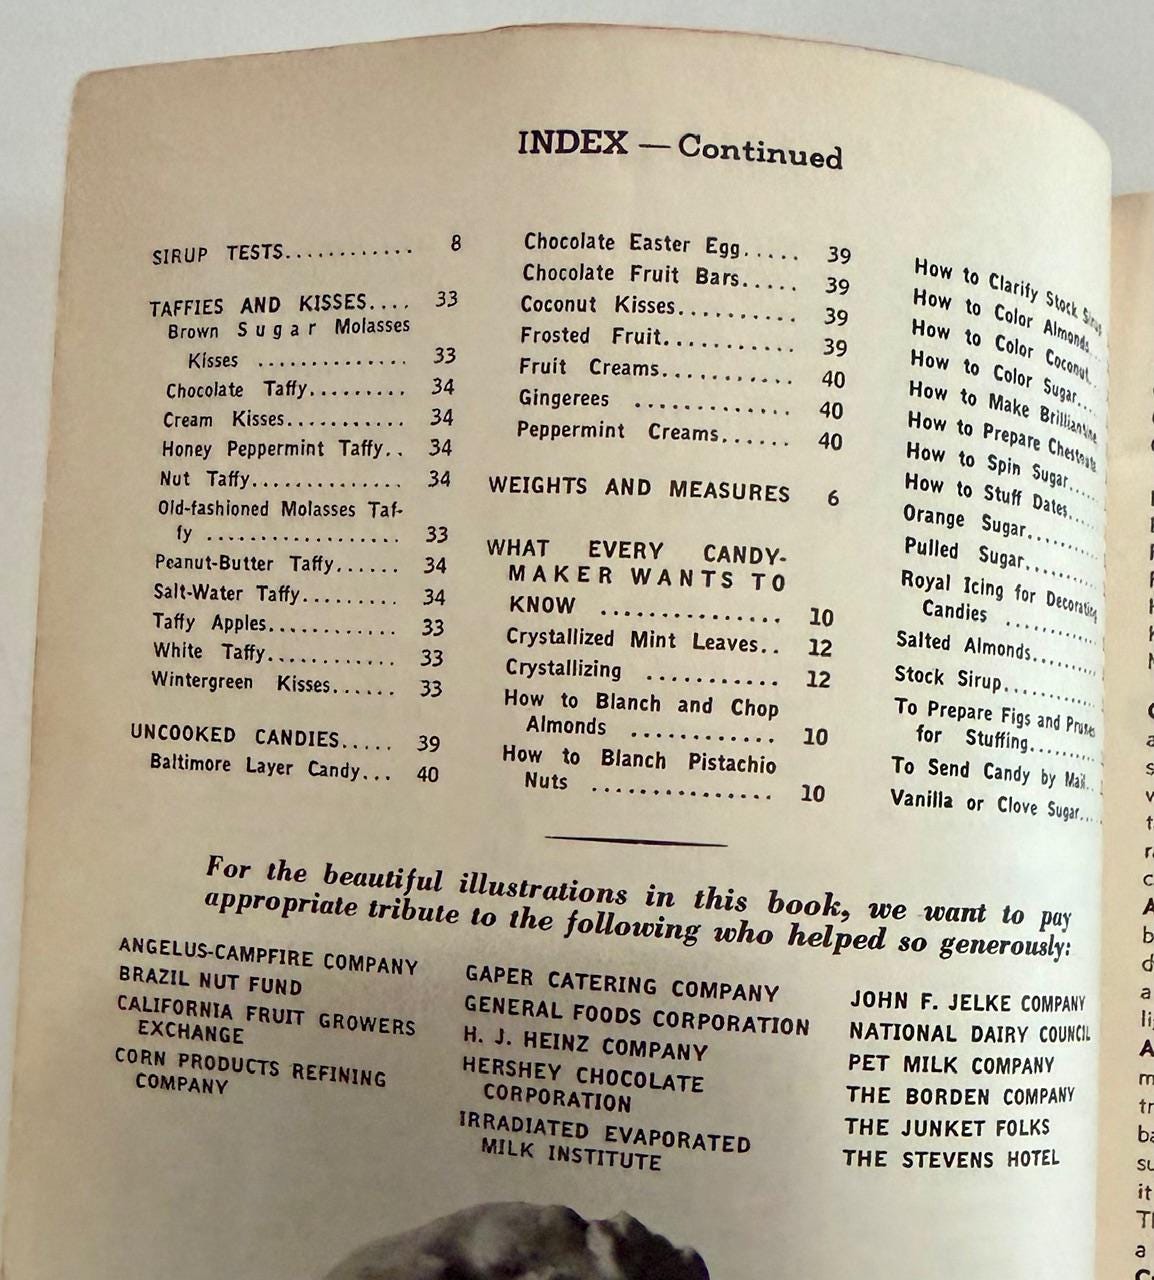 INDEX — Continued
SIRUP TESTS............ 8
TAFFIES AND KISSES.... 33
Brown Sugar Molasses
Kisses .............. 33
Chocolate Taffy......... 34
Cream Kisses........... 34
Honey Peppermint Taffy.. 34
Nut Taffy.............. 34
Old-fashioned Molasses Taf-
fy .................. 33
Peanut-Butter Taffy...... 34
Salt-Water Taffy......... 34
Taffy Apples............ 33
White Taffy............ 33
Wintergreen Kisses...... 33
UNCOOKED CANDIES..... 39
Baltimore Layer Candy... 40
Chocolate Easter Egg..... 39
Chocolate Fruit Bars..... 39
Coconut Kisses.......... 39
Frosted Fruit........... 39
Fruit Creams........... 40
Gingerees ............. 40
Peppermint Creams...... 40
WEIGHTS AND MEASURES 6
WHAT EVERY CANDY-
MAKER WANTS TO
KNOW .............. 10
Crystallized Mint Leaves.. 12
Crystallizing ........... 12
How to Blanch and Chop
Almonds ............ 10
How to Blanch Pistachio
Nuts ............... 10
How to Clarify Stock Sirup
How to Color Almonds..
How to Color Coconut..
How to Color Sugar....
How to Make Brilliantine
How to Prepare Chestnuts
How to Spin Sugar.....
How to Stuff Dates.....
Orange Sugar..........
Pulled Sugar..........
Royal Icing for Decorating
Candies ............
Salted Almonds.........
Stock Sirup............
To Prepare Figs and Prunes
for Stuffing.........
To Send Candy by Mail..
Vanilla or Clove Sugar....
For the beautiful illustrations in this book, we want to pay
appropriate tribute to the following who helped so generously:
ANGELUS-CAMPFIRE COMPANY
BRAZIL NUT FUND
CALIFORNIA FRUIT GROWERS
EXCHANGE
CORN PRODUCTS REFINING
COMPANY
GAPER CATERING COMPANY
GENERAL FOODS CORPORATION
H. J. HEINZ COMPANY
HERSHEY CHOCOLATE
CORPORATION
IRRADIATED EVAPORATED
MILK INSTITUTE
JOHN F. JELKE COMPANY
NATIONAL DAIRY COUNCIL
PET MILK COMPANY
THE BORDEN COMPANY
THE JUNKET FOLKS
THE STEVENS HOTEL